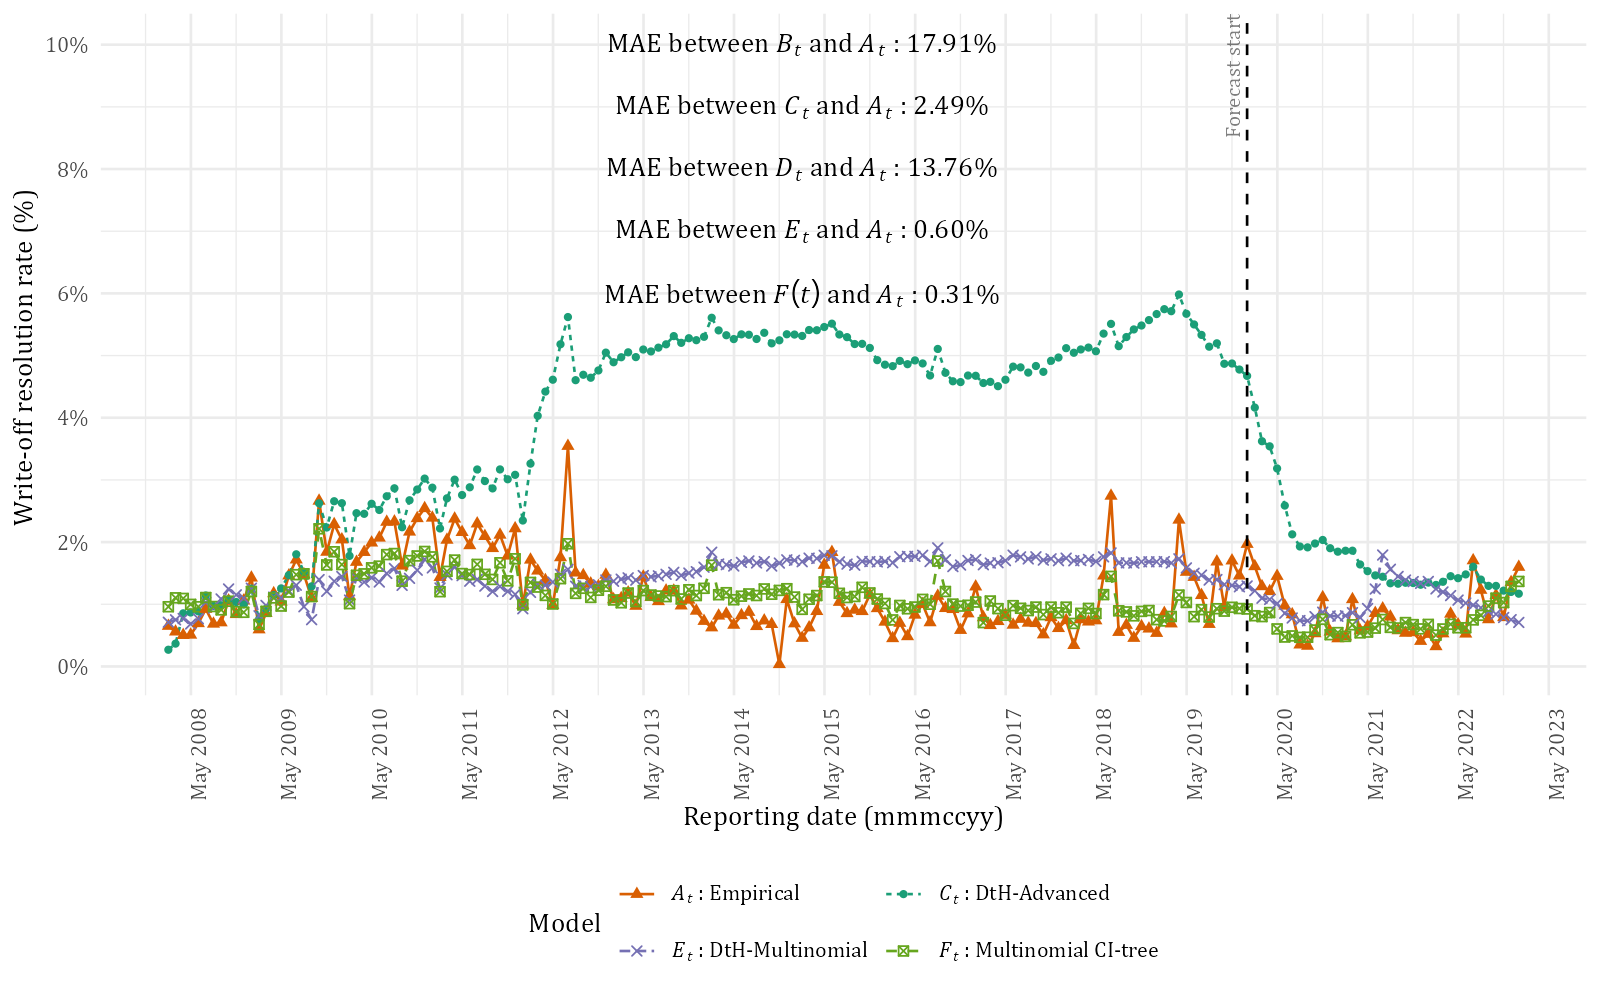 MAE between B_t and A_t : 17.91%
MAE between C_t and A_t : 2.49%
MAE between D_t and A_t : 13.76%
MAE between E_t and A_t : 0.60%
MAE between F(t) and A_t : 0.31%
Forecast start
Write-off resolution rate (%)
10%
8%
6%
4%
2%
0%
May 2008
May 2009
May 2010
May 2011
May 2012
May 2013
May 2014
May 2015
May 2016
May 2017
May 2018
May 2019
May 2020
May 2021
May 2022
May 2023
Reporting date (mmmccyy)
Model
A_t : Empirical
C_t : DtH-Advanced
E_t : DtH-Multinomial
F_t : Multinomial CI-tree